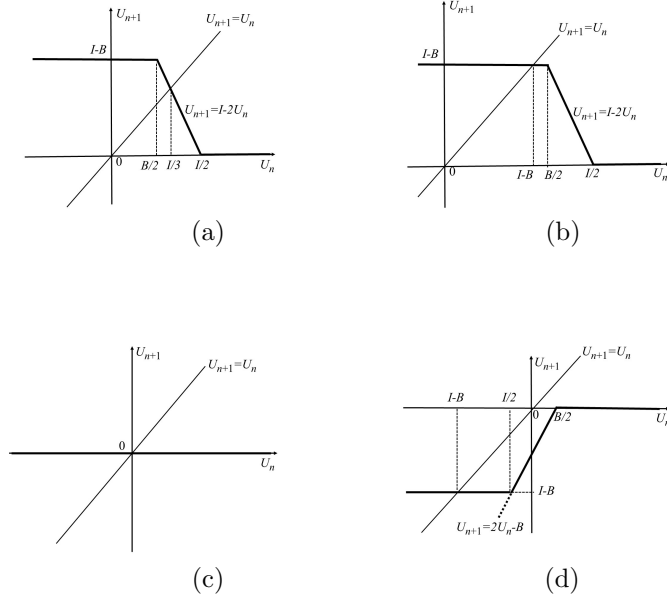 U_{n+1}
U_{n+1}=U_n
I-B
U_{n+1}=I-2U_n
0
B/2 I/3 I/2 U_n
(a)
U_{n+1}
U_{n+1}=U_n
I-B
U_{n+1}=I-2U_n
0
I-B B/2 I/2 U_n
(b)
U_{n+1}
U_{n+1}=U_n
0
U_n
(c)
U_{n+1}
U_{n+1}=U_n
I-B I/2
0 B/2 U_n
I-B
U_{n+1}=2U_n-B
(d)